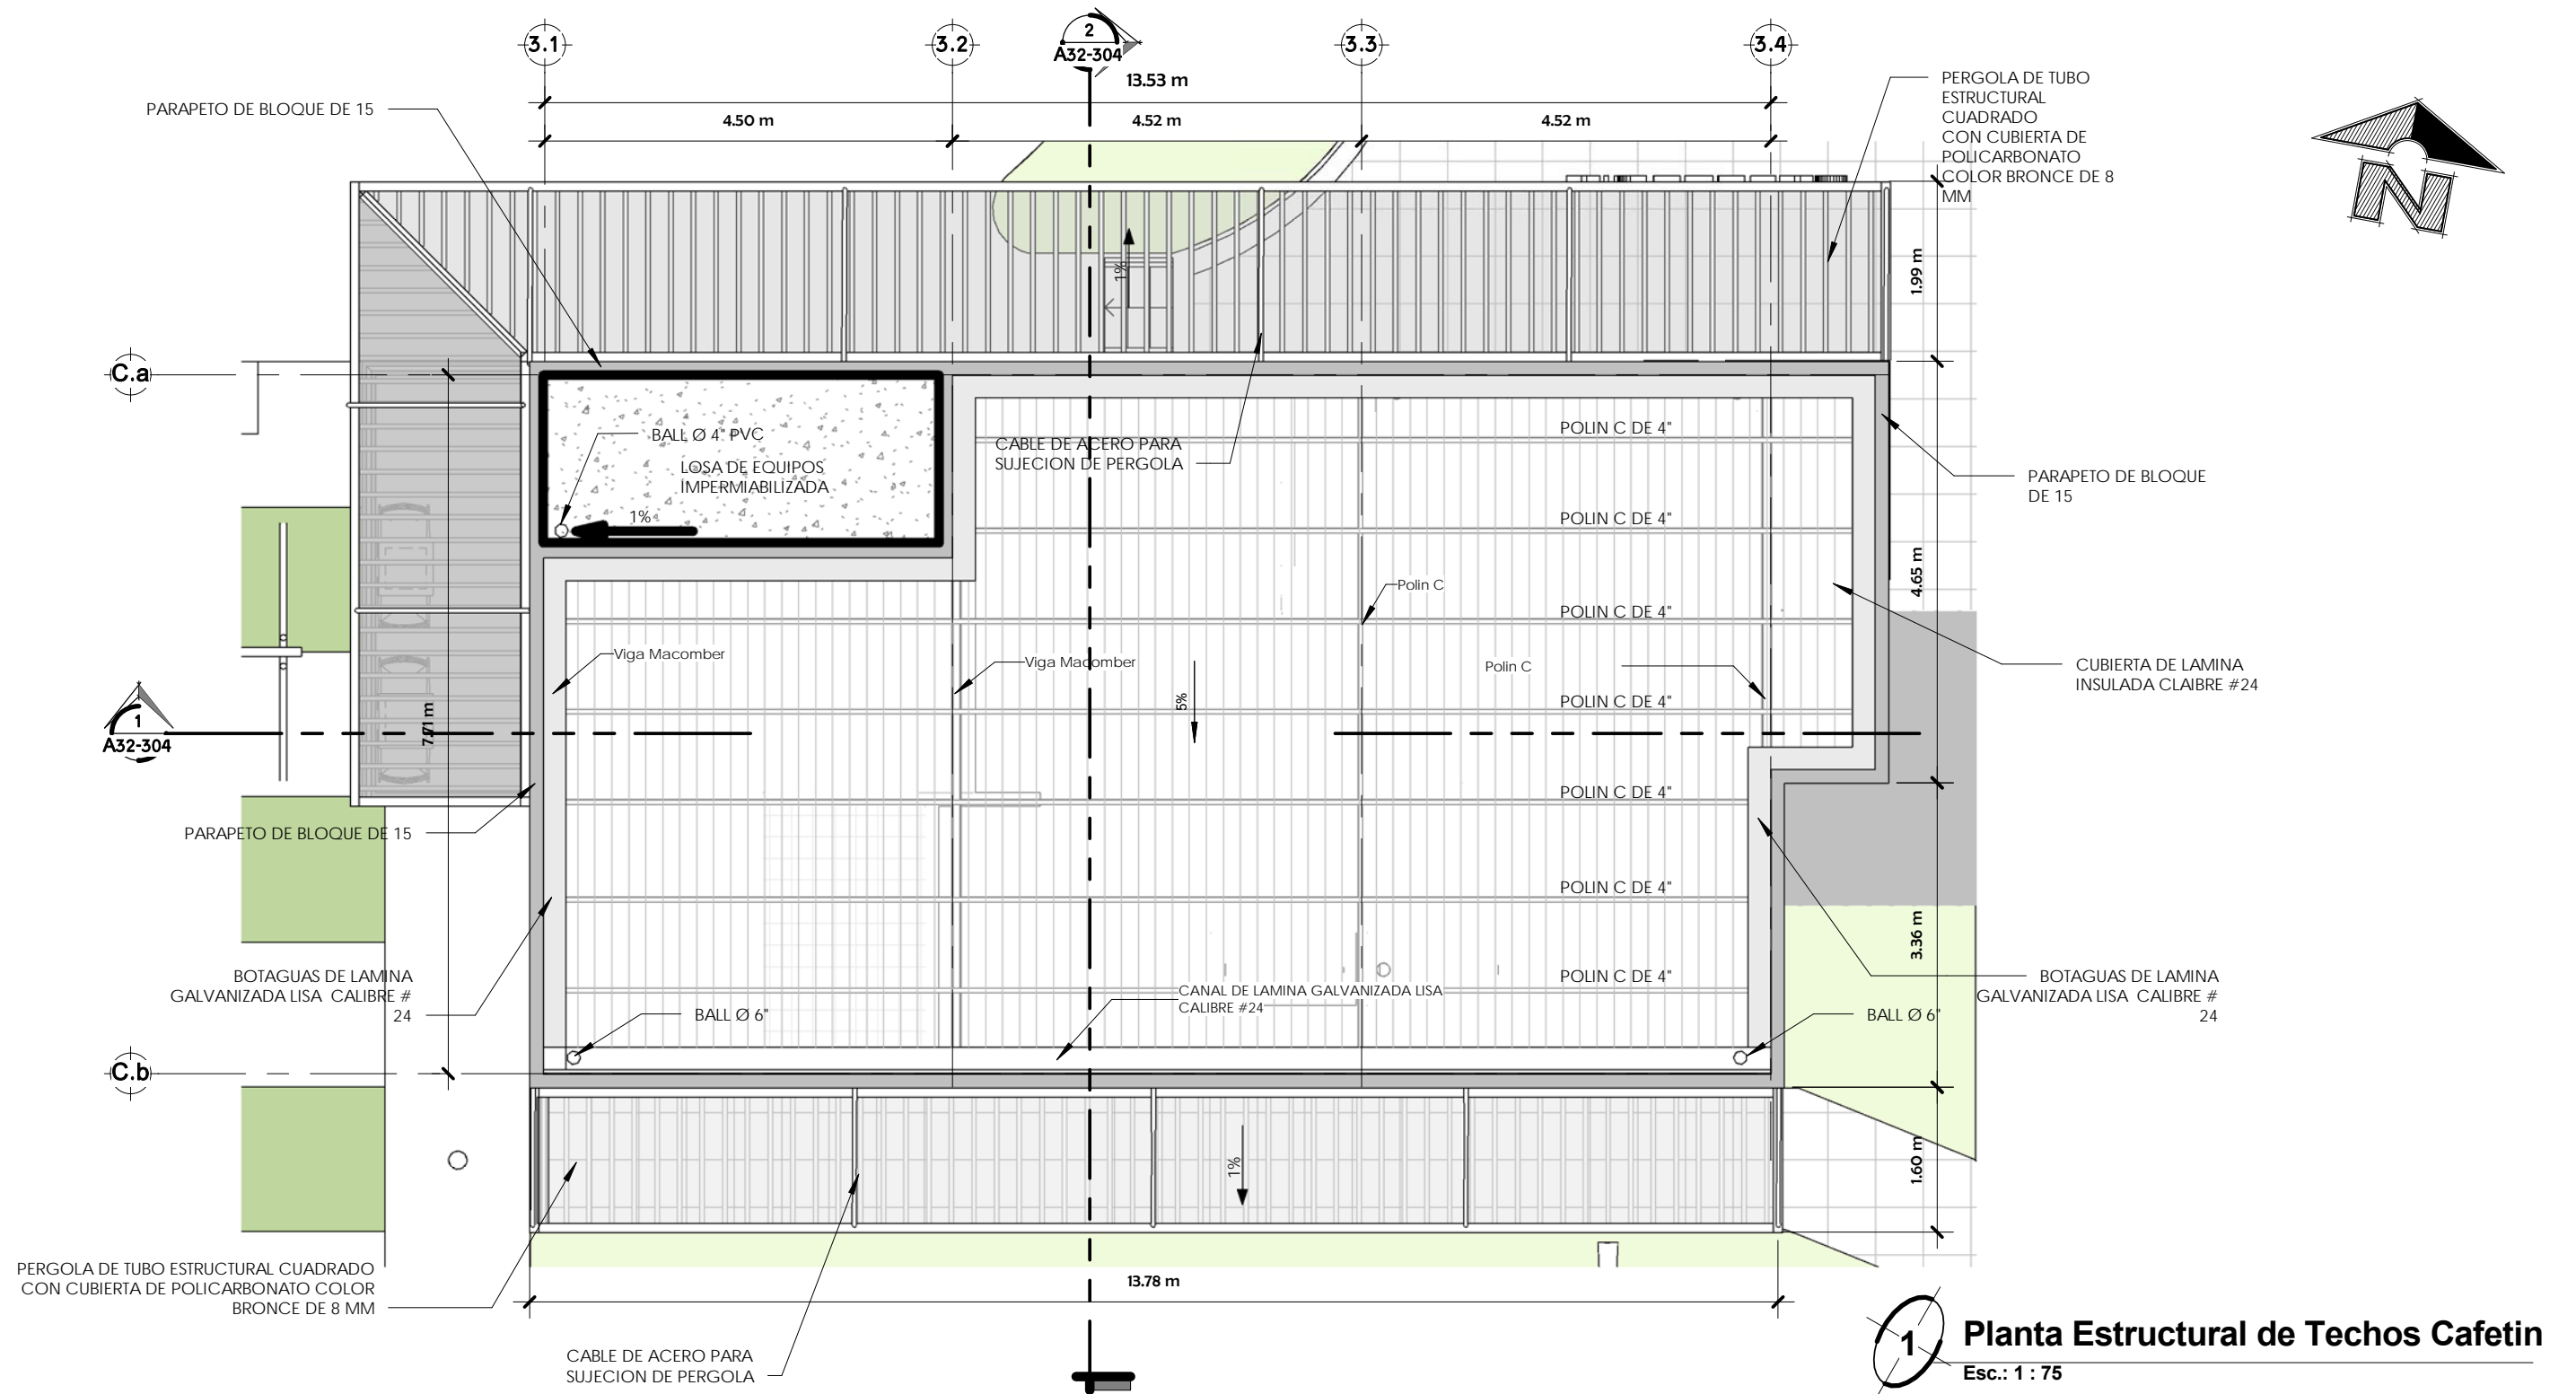 3.1
3.2
2
A32-304
3.3
3.4
13.53 m
4.50 m
4.52 m
4.52 m
PARAPETO DE BLOQUE DE 15
PERGOLA DE TUBO
ESTRUCTURAL
CUADRADO
CON CUBIERTA DE
POLICARBONATO
COLOR BRONCE DE 8
MM
N
1%
1.99 m
C.a
BALL Ø 4" PVC
LOSA DE EQUIPOS
IMPERMIABILIZADA
1%
CABLE DE ACERO PARA
SUJECION DE PERGOLA
POLIN C DE 4"
PARAPETO DE BLOQUE
DE 15
POLIN C DE 4"
4.65 m
Polin C
POLIN C DE 4"
Viga Macomber
Viga Macomber
Polin C
CUBIERTA DE LAMINA
INSULADA CLAIBRE #24
5%
POLIN C DE 4"
1
A32-304
POLIN C DE 4"
PARAPETO DE BLOQUE DE 15
POLIN C DE 4"
3.36 m
BOTAGUAS DE LAMINA
GALVANIZADA LISA CALIBRE #
24
POLIN C DE 4"
CANAL DE LAMINA GALVANIZADA LISA
CALIBRE #24
BOTAGUAS DE LAMINA
GALVANIZADA LISA CALIBRE #
24
BALL Ø 6"
BALL Ø 6"
C.b
1%
1.60 m
PERGOLA DE TUBO ESTRUCTURAL CUADRADO
CON CUBIERTA DE POLICARBONATO COLOR
BRONCE DE 8 MM
13.78 m
CABLE DE ACERO PARA
SUJECION DE PERGOLA
1
Planta Estructural de Techos Cafetin
Esc.: 1 : 75